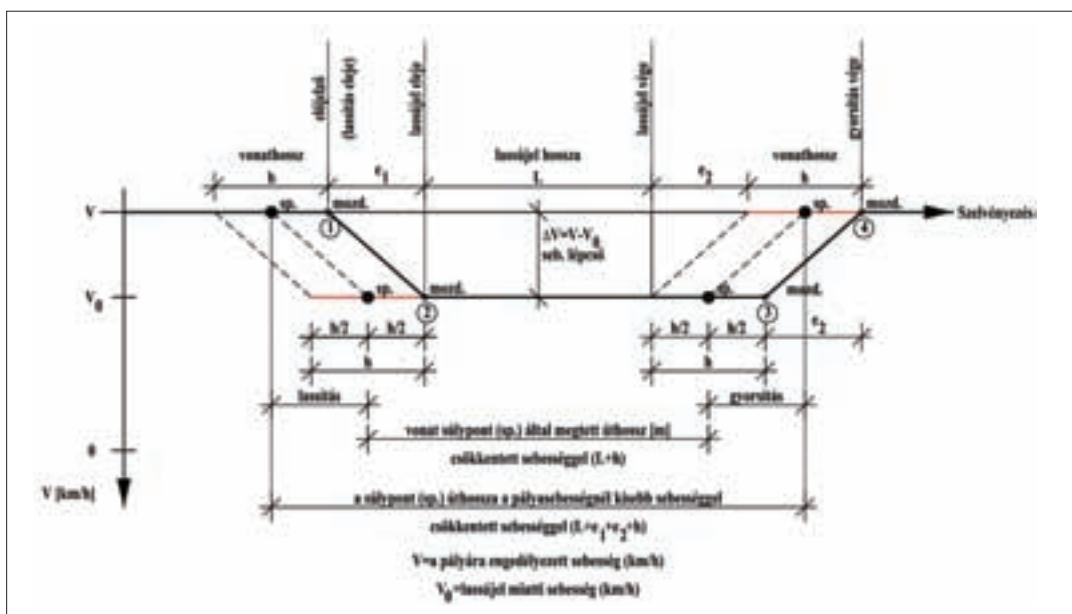 előjelző
(lassítás eleje)
lassújel eleje
lassújel vége
gyorsítás vége
vonathossz
h
e1
lassújel hossza
L
e2
vonathossz
h
V
sp.
mozd.
1
ΔV=V-V0
seb. lépcső
sp.
mozd.
4
Szelvényezés
V0
sp.
mozd.
2
sp.
mozd.
3
h/2
h/2
h/2
h/2
e2
h
h
lassítás
gyorsítás
vonat súlypont (sp.) által megtett úthossz [m]
csökkentett sebességgel (L+h)
0
V [km/h]
a súlypont (sp.) úthossza a pályasebességnél kisebb sebességgel
csökkentett sebességgel (L+e1+e2+h)
V=a pályára engedélyezett sebesség (km/h)
V0=lassújel miatti sebesség (km/h)